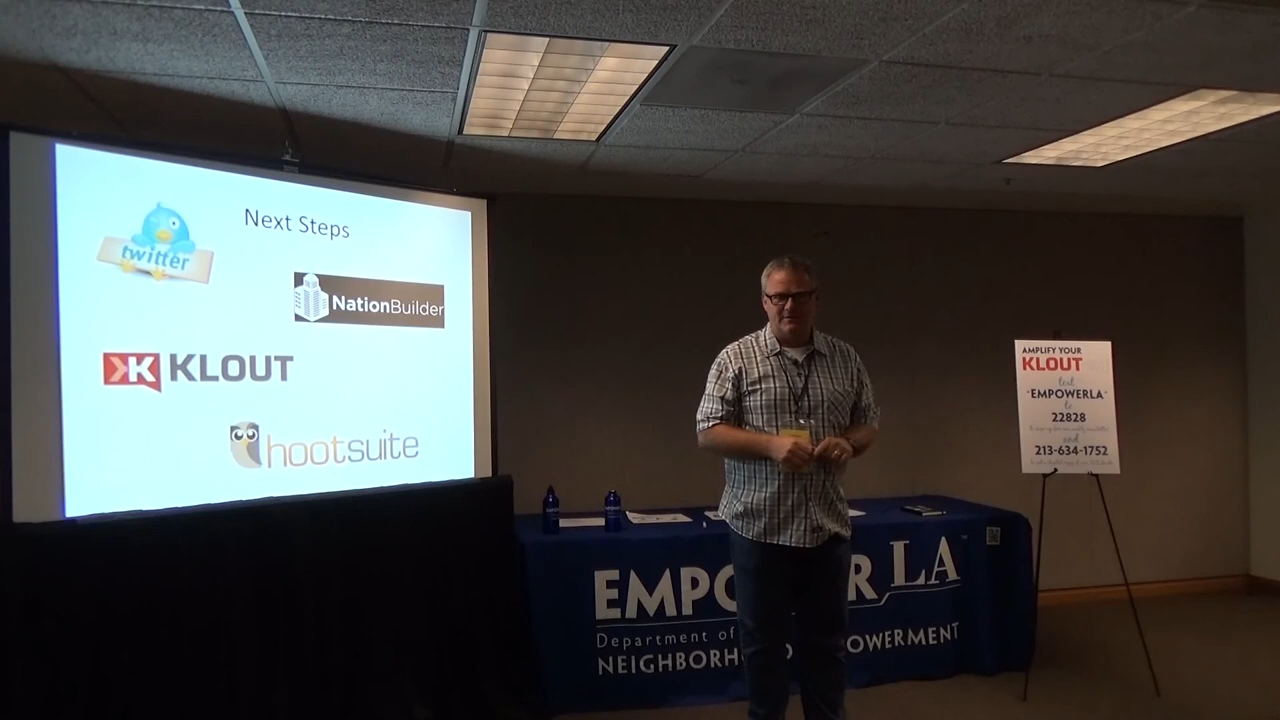 Next Steps
twitter
NationBuilder
KLOUT
hootsuite
AMPLIFY YOUR
KLOUT
text
"EMPOWERLA"
to
22828
and
213-634-1752
EMPO ER LA
Department of
NEIGHBORH OWERMENT